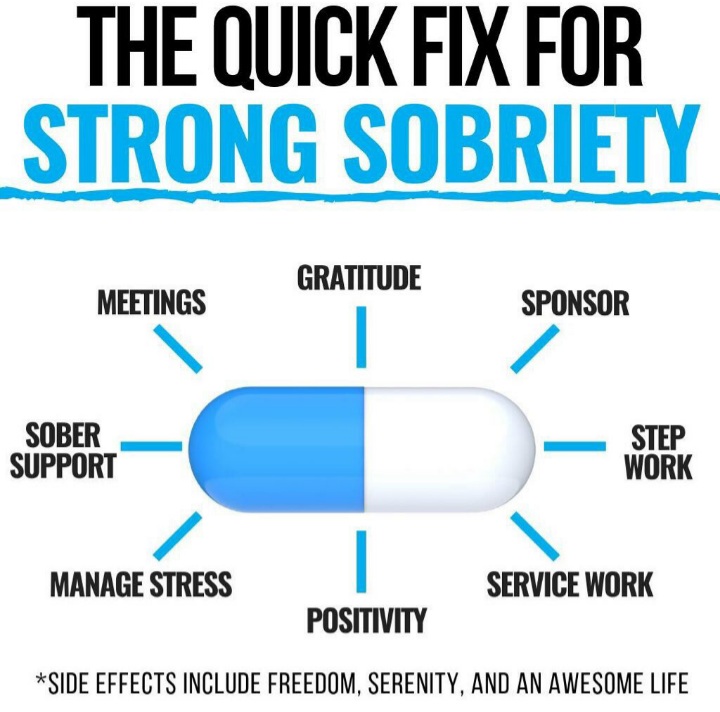 THE QUICK FIX FOR
STRONG SOBRIETY
GRATITUDE
MEETINGS
SPONSOR
SOBER
SUPPORT
STEP
WORK
MANAGE STRESS
SERVICE WORK
POSITIVITY
*SIDE EFFECTS INCLUDE FREEDOM, SERENITY, AND AN AWESOME LIFE